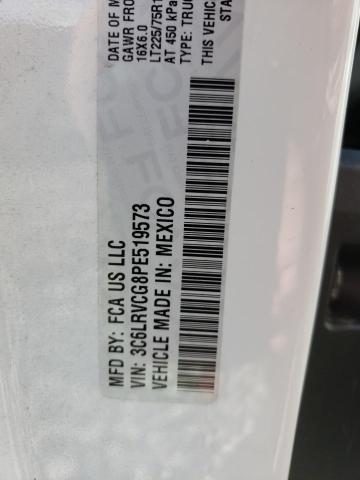 DATE OF M
GAWR FRO
16X6.0
LT225/75R1
AT 450 kPa
TYPE: TRUC
THIS VEHIC
STA
MFD BY: FCA US LLC
VIN: 3C6LRVCG8PE519573
VEHICLE MADE IN: MEXICO